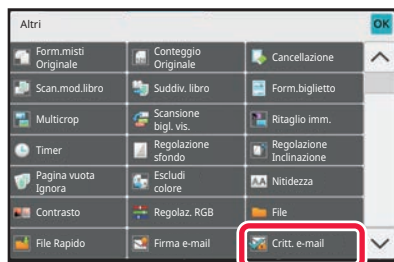 Altri
OK
Form.misti
Originale
Conteggio
Originale
Cancellazione
Scan.mod.libro
Suddiv. libro
Form.biglietto
Multicrop
Scansione
bigl. vis.
Ritaglio imm.
Timer
Regolazione
sfondo
Regolazione
Inclinazione
Pagina vuota
Ignora
Escludi
colore
AA Nitidezza
Contrasto
Regolaz. RGB
File
File Rapido
Firma e-mail
Critt. e-mail